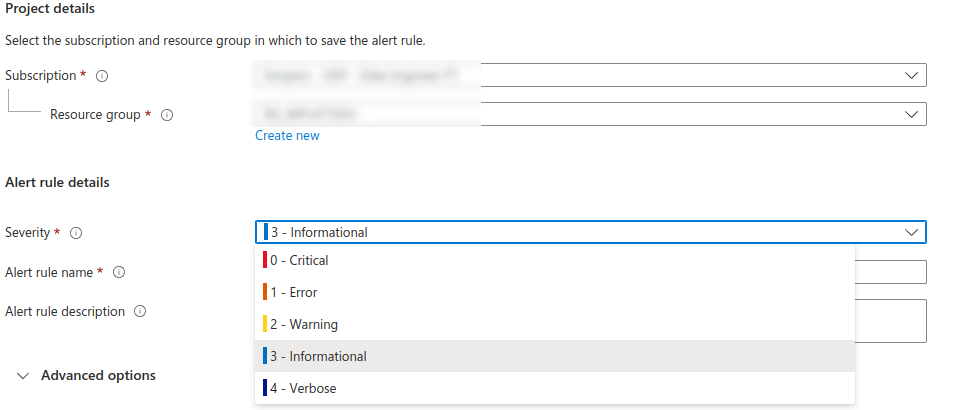 Project details
Select the subscription and resource group in which to save the alert rule.
Subscription *
Resource group *
Create new
Alert rule details
Severity *
3 - Informational
0 - Critical
Alert rule name *
1 - Error
Alert rule description
2 - Warning
3 - Informational
Advanced options
4 - Verbose